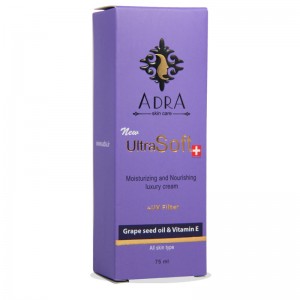 ADRA
skin care
New
UltraSoft
Moisturizing and Nourishing
luxury cream
+UV Filter
Grape seed oil & Vitamin E
All skin type
75 ml